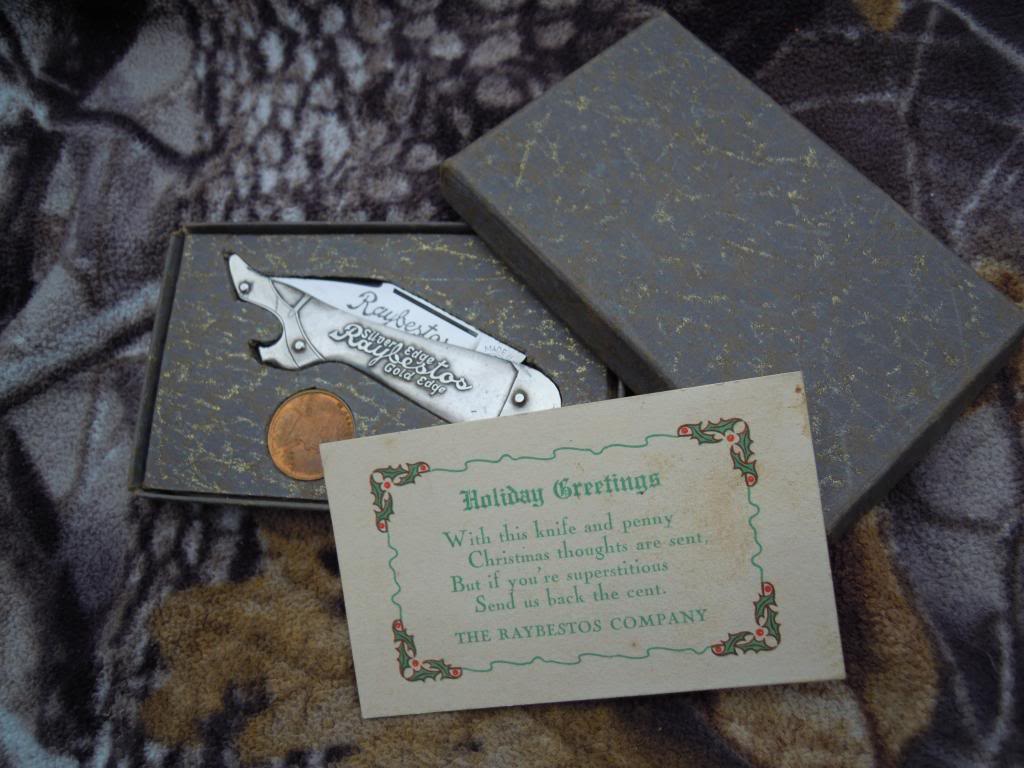 Raybestos
MADE
Silver Edge
Raybestos
Gold Edge
Holiday Greetings
With this knife and penny
Christmas thoughts are sent,
But if you're superstitious
Send us back the cent.
THE RAYBESTOS COMPANY